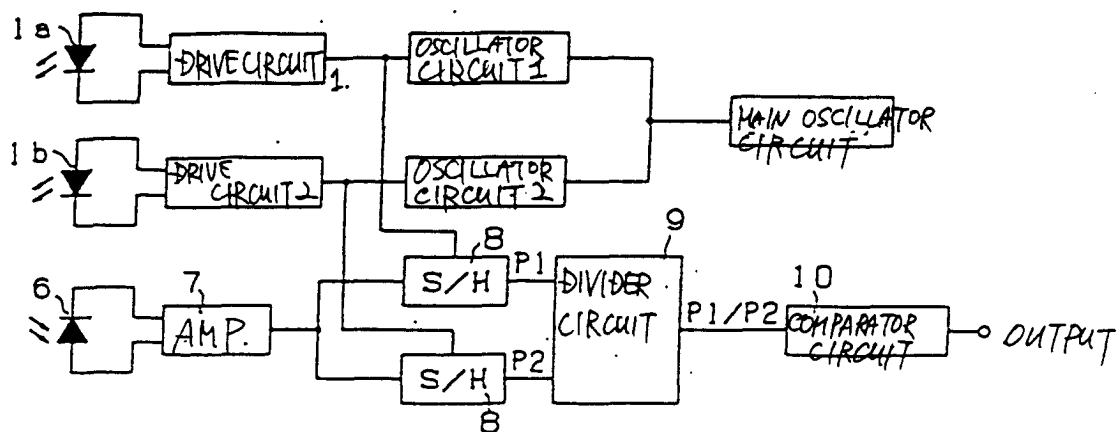 1a
DRIVE CIRCUIT
1.
OSCILLATOR
CIRCUIT 1
MAIN OSCILLATOR
CIRCUIT
1b
DRIVE
CIRCUIT 2
OSCILLATOR
CIRCUIT 2
6
7
AMP.
8
S/H
P1
9
DIVIDER
CIRCUIT
P1/P2
10
COMPARATOR
CIRCUIT
OUTPUT
S/H
P2
8